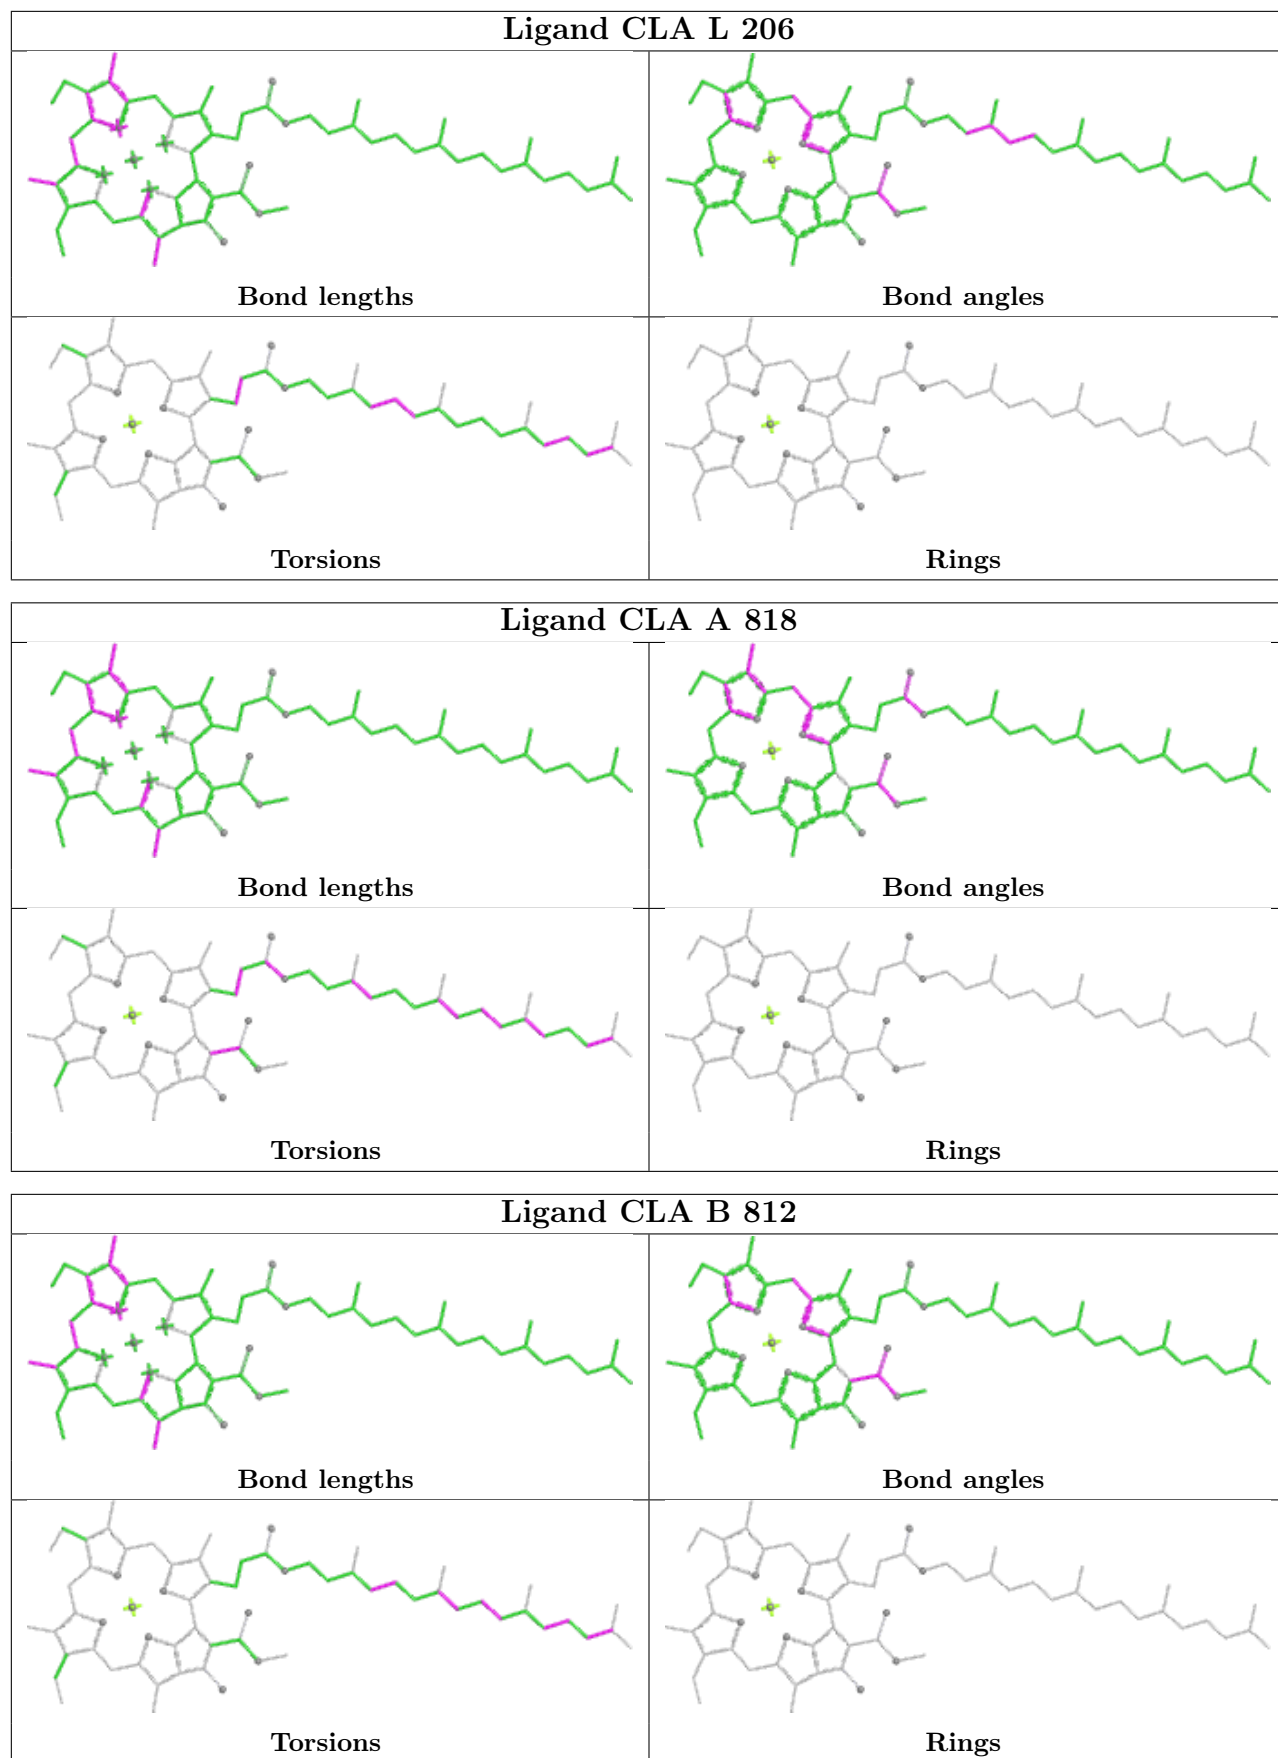 Ligand CLA L 206
Bond lengths
Bond angles
Torsions
Rings
Ligand CLA A 818
Bond lengths
Bond angles
Torsions
Rings
Ligand CLA B 812
Bond lengths
Bond angles
Torsions
Rings